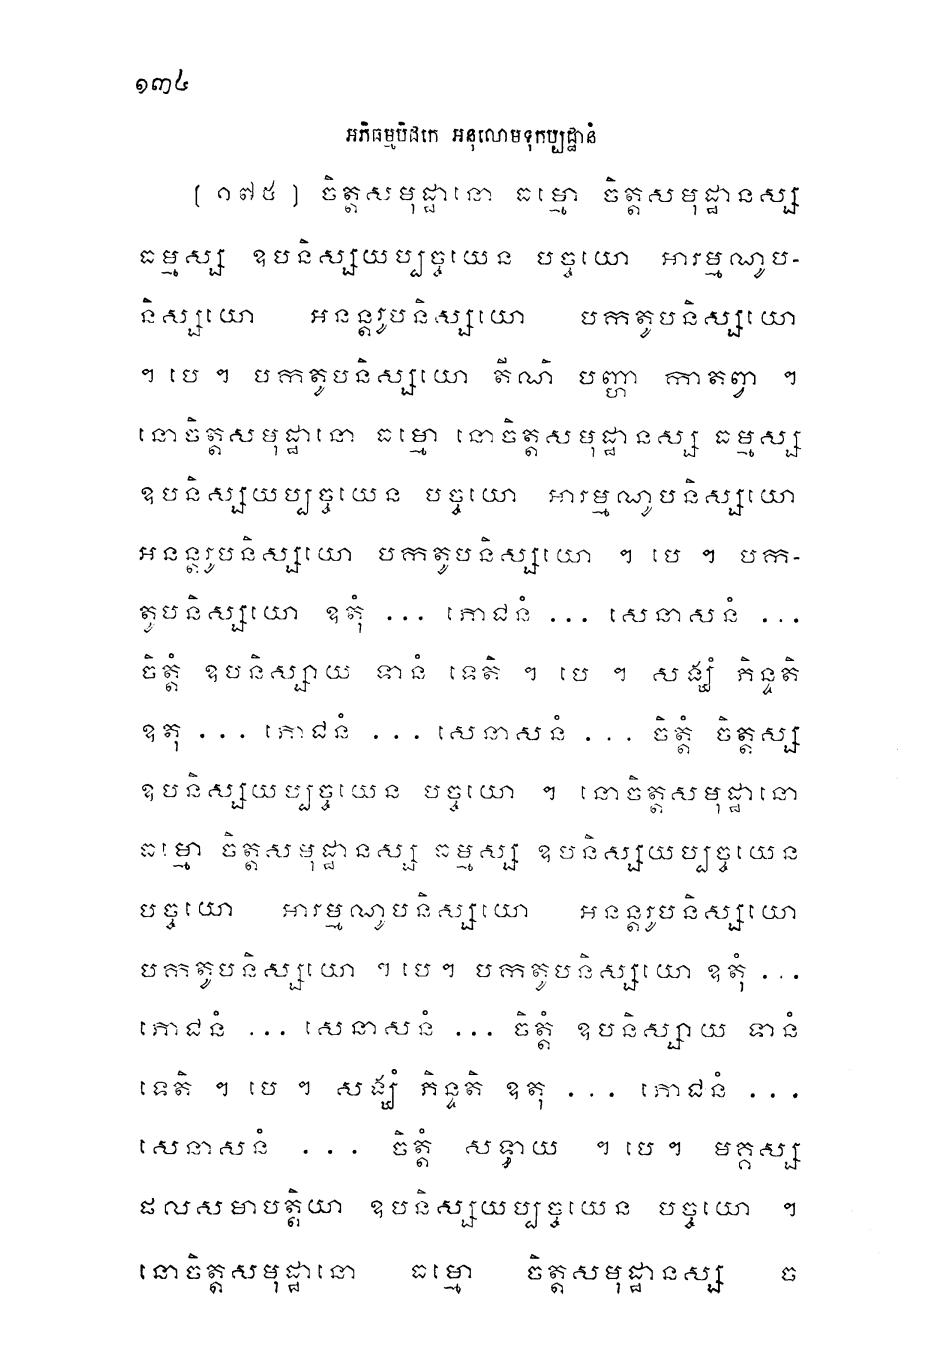 ១៣៤
អភិធម្មបិដកេ អនុលោមទុកប្បដ្ឋានំ
[ ១៧៥ ] ចិត្តសមុដ្ឋានោ ធម្មោ ចិត្តសមុដ្ឋានស្ស
ធម្មស្ស ឧបនិស្សយប្បច្ចយេន បច្ចយោ អារម្មណូប-
និស្សយោ អនន្តរូបនិស្សយោ បកតូបនិស្សយោ
។ បេ ។ បកតូបនិស្សយោ តីណិ បញ្ហា កាតព្វា ។
នោចិត្តសមុដ្ឋានោ ធម្មោ នោចិត្តសមុដ្ឋានស្ស ធម្មស្ស
ឧបនិស្សយប្បច្ចយេន បច្ចយោ អារម្មណូបនិស្សយោ
អនន្តរូបនិស្សយោ បកតូបនិស្សយោ ។ បេ ។ បក-
តូបនិស្សយោ ឧតុំ ... ភោជនំ ... សេនាសនំ ...
ចិត្តំ ឧបនិស្សាយ ទានំ ទេតិ ។ បេ ។ សង្ឃំ ភិន្ទតិ
ឧតុ ... ភោជនំ ... សេនាសនំ ... ចិត្តំ ចិត្តស្ស
ឧបនិស្សយប្បច្ចយេន បច្ចយោ ។ នោចិត្តសមុដ្ឋានោ
ធម្មោ ចិត្តសមុដ្ឋានស្ស ធម្មស្ស ឧបនិស្សយប្បច្ចយេន
បច្ចយោ អារម្មណូបនិស្សយោ អនន្តរូបនិស្សយោ
បកតូបនិស្សយោ ។ បេ ។ បកតូបនិស្សយោ ឧតុំ ...
ភោជនំ ... សេនាសនំ ... ចិត្តំ ឧបនិស្សាយ ទានំ
ទេតិ ។ បេ ។ សង្ឃំ ភិន្ទតិ ឧតុ ... ភោជនំ ...
សេនាសនំ ... ចិត្តំ សទ្ធាយ ។ បេ ។ មគ្គស្ស
ផលសមាបត្តិយា ឧបនិស្សយប្បច្ចយេន បច្ចយោ ។
នោចិត្តសមុដ្ឋានោ ធម្មោ ចិត្តសមុដ្ឋានស្ស ច